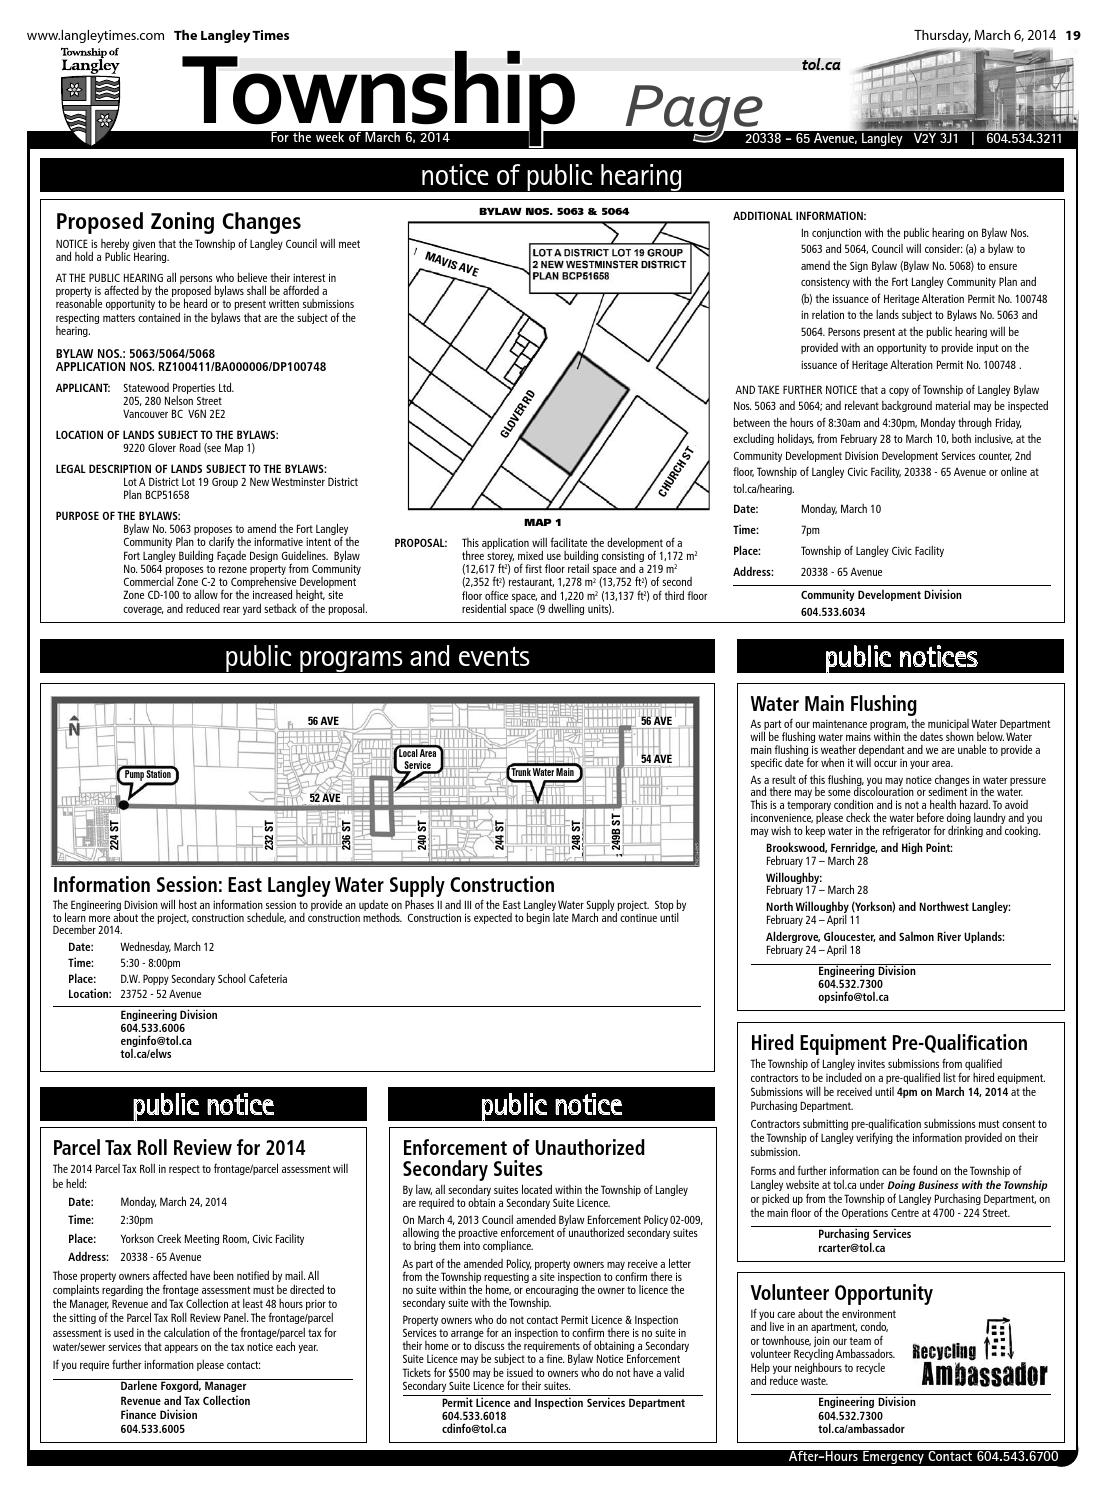 www.langleytimes.com The Langley Times
Thursday, March 6, 2014 19
Township of
Langley
Township Page
tol.ca
For the week of March 6, 2014
20338 - 65 Avenue, Langley V2Y 3J1 | 604.534.3211
notice of public hearing
Proposed Zoning Changes
NOTICE is hereby given that the Township of Langley Council will meet
and hold a Public Hearing.
AT THE PUBLIC HEARING all persons who believe their interest in
property is affected by the proposed bylaws shall be afforded a
reasonable opportunity to be heard or to present written submissions
respecting matters contained in the bylaws that are the subject of the
hearing.
BYLAW NOS.: 5063/5064/5068
APPLICATION NOS. RZ100411/BA000006/DP100748
APPLICANT: Statewood Properties Ltd.
205, 280 Nelson Street
Vancouver BC V6N 2E2
LOCATION OF LANDS SUBJECT TO THE BYLAWS:
9220 Glover Road (see Map 1)
LEGAL DESCRIPTION OF LANDS SUBJECT TO THE BYLAWS:
Lot A District Lot 19 Group 2 New Westminster District
Plan BCP51658
PURPOSE OF THE BYLAWS:
Bylaw No. 5063 proposes to amend the Fort Langley
Community Plan to clarify the informative intent of the
Fort Langley Building Façade Design Guidelines. Bylaw
No. 5064 proposes to rezone property from Community
Commercial Zone C-2 to Comprehensive Development
Zone CD-100 to allow for the increased height, site
coverage, and reduced rear yard setback of the proposal.
BYLAW NOS. 5063 & 5064
MAVIS AVE
LOT A DISTRICT LOT 19 GROUP
2 NEW WESTMINSTER DISTRICT
PLAN BCP51658
GLOVER RD
CHURCH ST
MAP 1
PROPOSAL: This application will facilitate the development of a
three storey, mixed use building consisting of 1,172 m²
(12,617 ft²) of first floor retail space and a 219 m²
(2,352 ft²) restaurant, 1,278 m² (13,752 ft²) of second
floor office space, and 1,220 m² (13,137 ft²) of third floor
residential space (9 dwelling units).
ADDITIONAL INFORMATION:
In conjunction with the public hearing on Bylaw Nos.
5063 and 5064, Council will consider: (a) a bylaw to
amend the Sign Bylaw (Bylaw No. 5068) to ensure
consistency with the Fort Langley Community Plan and
(b) the issuance of Heritage Alteration Permit No. 100748
in relation to the lands subject to Bylaws No. 5063 and
5064. Persons present at the public hearing will be
provided with an opportunity to provide input on the
issuance of Heritage Alteration Permit No. 100748 .
AND TAKE FURTHER NOTICE that a copy of Township of Langley Bylaw
Nos. 5063 and 5064; and relevant background material may be inspected
between the hours of 8:30am and 4:30pm, Monday through Friday,
excluding holidays, from February 28 to March 10, both inclusive, at the
Community Development Division Development Services counter, 2nd
floor, Township of Langley Civic Facility, 20338 - 65 Avenue or online at
tol.ca/hearing.
Date: Monday, March 10
Time: 7pm
Place: Township of Langley Civic Facility
Address: 20338 - 65 Avenue
Community Development Division
604.533.6034
public programs and events
N
56 AVE
56 AVE
Local Area
Service
54 AVE
Pump Station
Trunk Water Main
52 AVE
224 ST
232 ST
236 ST
240 ST
244 ST
248 ST
249B ST
Information Session: East Langley Water Supply Construction
The Engineering Division will host an information session to provide an update on Phases II and III of the East Langley Water Supply project. Stop by
to learn more about the project, construction schedule, and construction methods. Construction is expected to begin late March and continue until
December 2014.
Date: Wednesday, March 12
Time: 5:30 - 8:00pm
Place: D.W. Poppy Secondary School Cafeteria
Location: 23752 - 52 Avenue
Engineering Division
604.533.6006
enginfo@tol.ca
tol.ca/elws
public notice
Parcel Tax Roll Review for 2014
The 2014 Parcel Tax Roll in respect to frontage/parcel assessment will
be held:
Date: Monday, March 24, 2014
Time: 2:30pm
Place: Yorkson Creek Meeting Room, Civic Facility
Address: 20338 - 65 Avenue
Those property owners affected have been notified by mail. All
complaints regarding the frontage assessment must be directed to
the Manager, Revenue and Tax Collection at least 48 hours prior to
the sitting of the Parcel Tax Roll Review Panel. The frontage/parcel
assessment is used in the calculation of the frontage/parcel tax for
water/sewer services that appears on the tax notice each year.
If you require further information please contact:
Darlene Foxgord, Manager
Revenue and Tax Collection
Finance Division
604.533.6005
public notice
Enforcement of Unauthorized
Secondary Suites
By law, all secondary suites located within the Township of Langley
are required to obtain a Secondary Suite Licence.
On March 4, 2013 Council amended Bylaw Enforcement Policy 02-009,
allowing the proactive enforcement of unauthorized secondary suites
to bring them into compliance.
As part of the amended Policy, property owners may receive a letter
from the Township requesting a site inspection to confirm there is
no suite within the home, or encouraging the owner to licence the
secondary suite with the Township.
Property owners who do not contact Permit Licence & Inspection
Services to arrange for an inspection to confirm there is no suite in
their home or to discuss the requirements of obtaining a Secondary
Suite Licence may be subject to a fine. Bylaw Notice Enforcement
Tickets for $500 may be issued to owners who do not have a valid
Secondary Suite Licence for their suites.
Permit Licence and Inspection Services Department
604.533.6018
cdinfo@tol.ca
public notices
Water Main Flushing
As part of our maintenance program, the municipal Water Department
will be flushing water mains within the dates shown below. Water
main flushing is weather dependant and we are unable to provide a
specific date for when it will occur in your area.
As a result of this flushing, you may notice changes in water pressure
and there may be some discolouration or sediment in the water.
This is a temporary condition and is not a health hazard. To avoid
inconvenience, please check the water before doing laundry and you
may wish to keep water in the refrigerator for drinking and cooking.
Brookswood, Fernridge, and High Point:
February 17 – March 28
Willoughby:
February 17 – March 28
North Willoughby (Yorkson) and Northwest Langley:
February 24 – April 11
Aldergrove, Gloucester, and Salmon River Uplands:
February 24 – April 18
Engineering Division
604.532.7300
opsinfo@tol.ca
Hired Equipment Pre-Qualification
The Township of Langley invites submissions from qualified
contractors to be included on a pre-qualified list for hired equipment.
Submissions will be received until 4pm on March 14, 2014 at the
Purchasing Department.
Contractors submitting pre-qualification submissions must consent to
the Township of Langley verifying the information provided on their
submission.
Forms and further information can be found on the Township of
Langley website at tol.ca under Doing Business with the Township
or picked up from the Township of Langley Purchasing Department, on
the main floor of the Operations Centre at 4700 - 224 Street.
Purchasing Services
rcarter@tol.ca
Volunteer Opportunity
If you care about the environment
and live in an apartment, condo,
or townhouse, join our team of
volunteer Recycling Ambassadors.
Help your neighbours to recycle
and reduce waste.
Recycling
Ambassador
Engineering Division
604.532.7300
tol.ca/ambassador
After-Hours Emergency Contact 604.543.6700